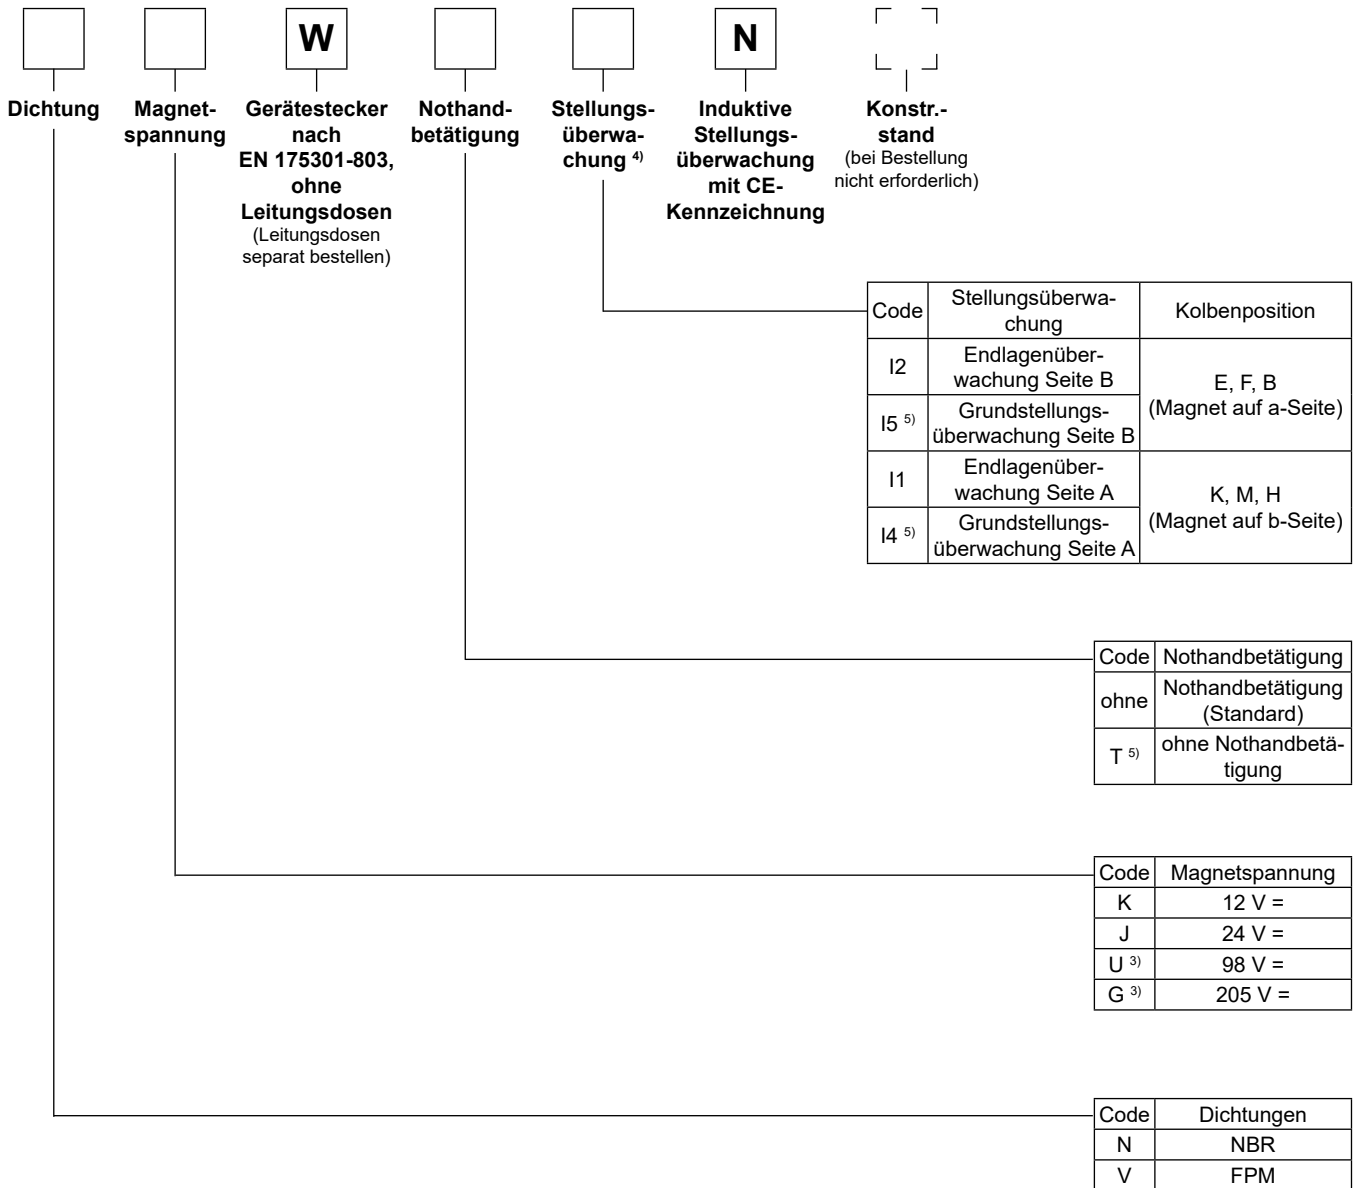 W
N
Dichtung
Magnet-
spannung
Gerätestecker
nach
EN 175301-803,
ohne
Leitungsdosen
(Leitungsdosen
separat bestellen)
Nothand-
betätigung
Stellungs-
überwa-
chung 4)
Induktive
Stellungs-
überwachung
mit CE-
Kennzeichnung
Konstr.-
stand
(bei Bestellung
nicht erforderlich)
Code
Stellungsüberwa-
chung
Kolbenposition
I2
Endlagenüber-
wachung Seite B
E, F, B
(Magnet auf a-Seite)
I5 5)
Grundstellungs-
überwachung Seite B
I1
Endlagenüber-
wachung Seite A
K, M, H
(Magnet auf b-Seite)
I4 5)
Grundstellungs-
überwachung Seite A
Code Nothandbetätigung
ohne
Nothandbetätigung
(Standard)
T 5)
ohne Nothandbetä-
tigung
Code Magnetspannung
K 12 V =
J 24 V =
U 3) 98 V =
G 3) 205 V =
Code Dichtungen
N NBR
V FPM